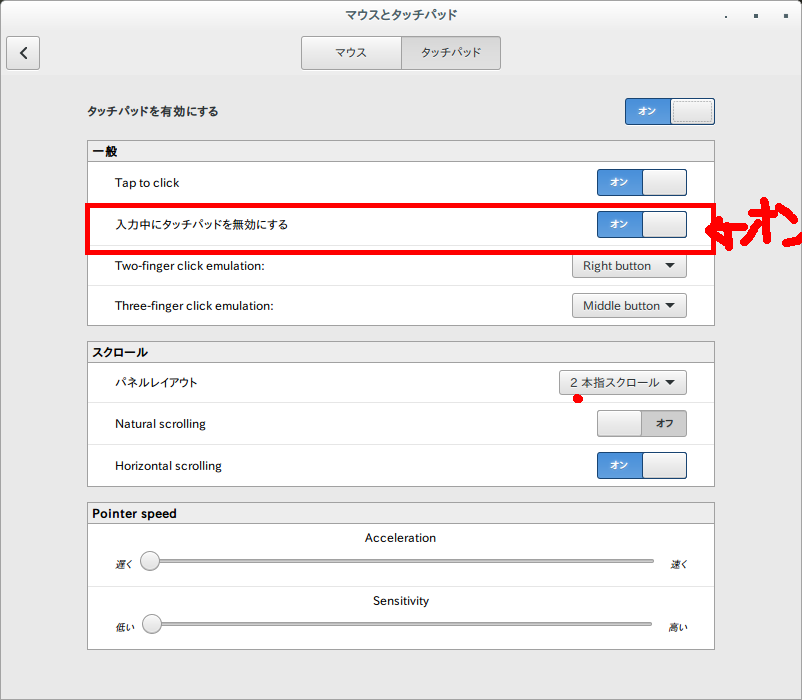 マウスとタッチパッド
マウス タッチパッド
タッチパッドを有効にする オン
一般
Tap to click オン
入力中にタッチパッドを無効にする オン
←オン
Two-finger click emulation: Right button
Three-finger click emulation: Middle button
スクロール
パネルレイアウト 2 本指スクロール
Natural scrolling オフ
Horizontal scrolling オン
Pointer speed
Acceleration
遅く 速く
Sensitivity
低い 高い